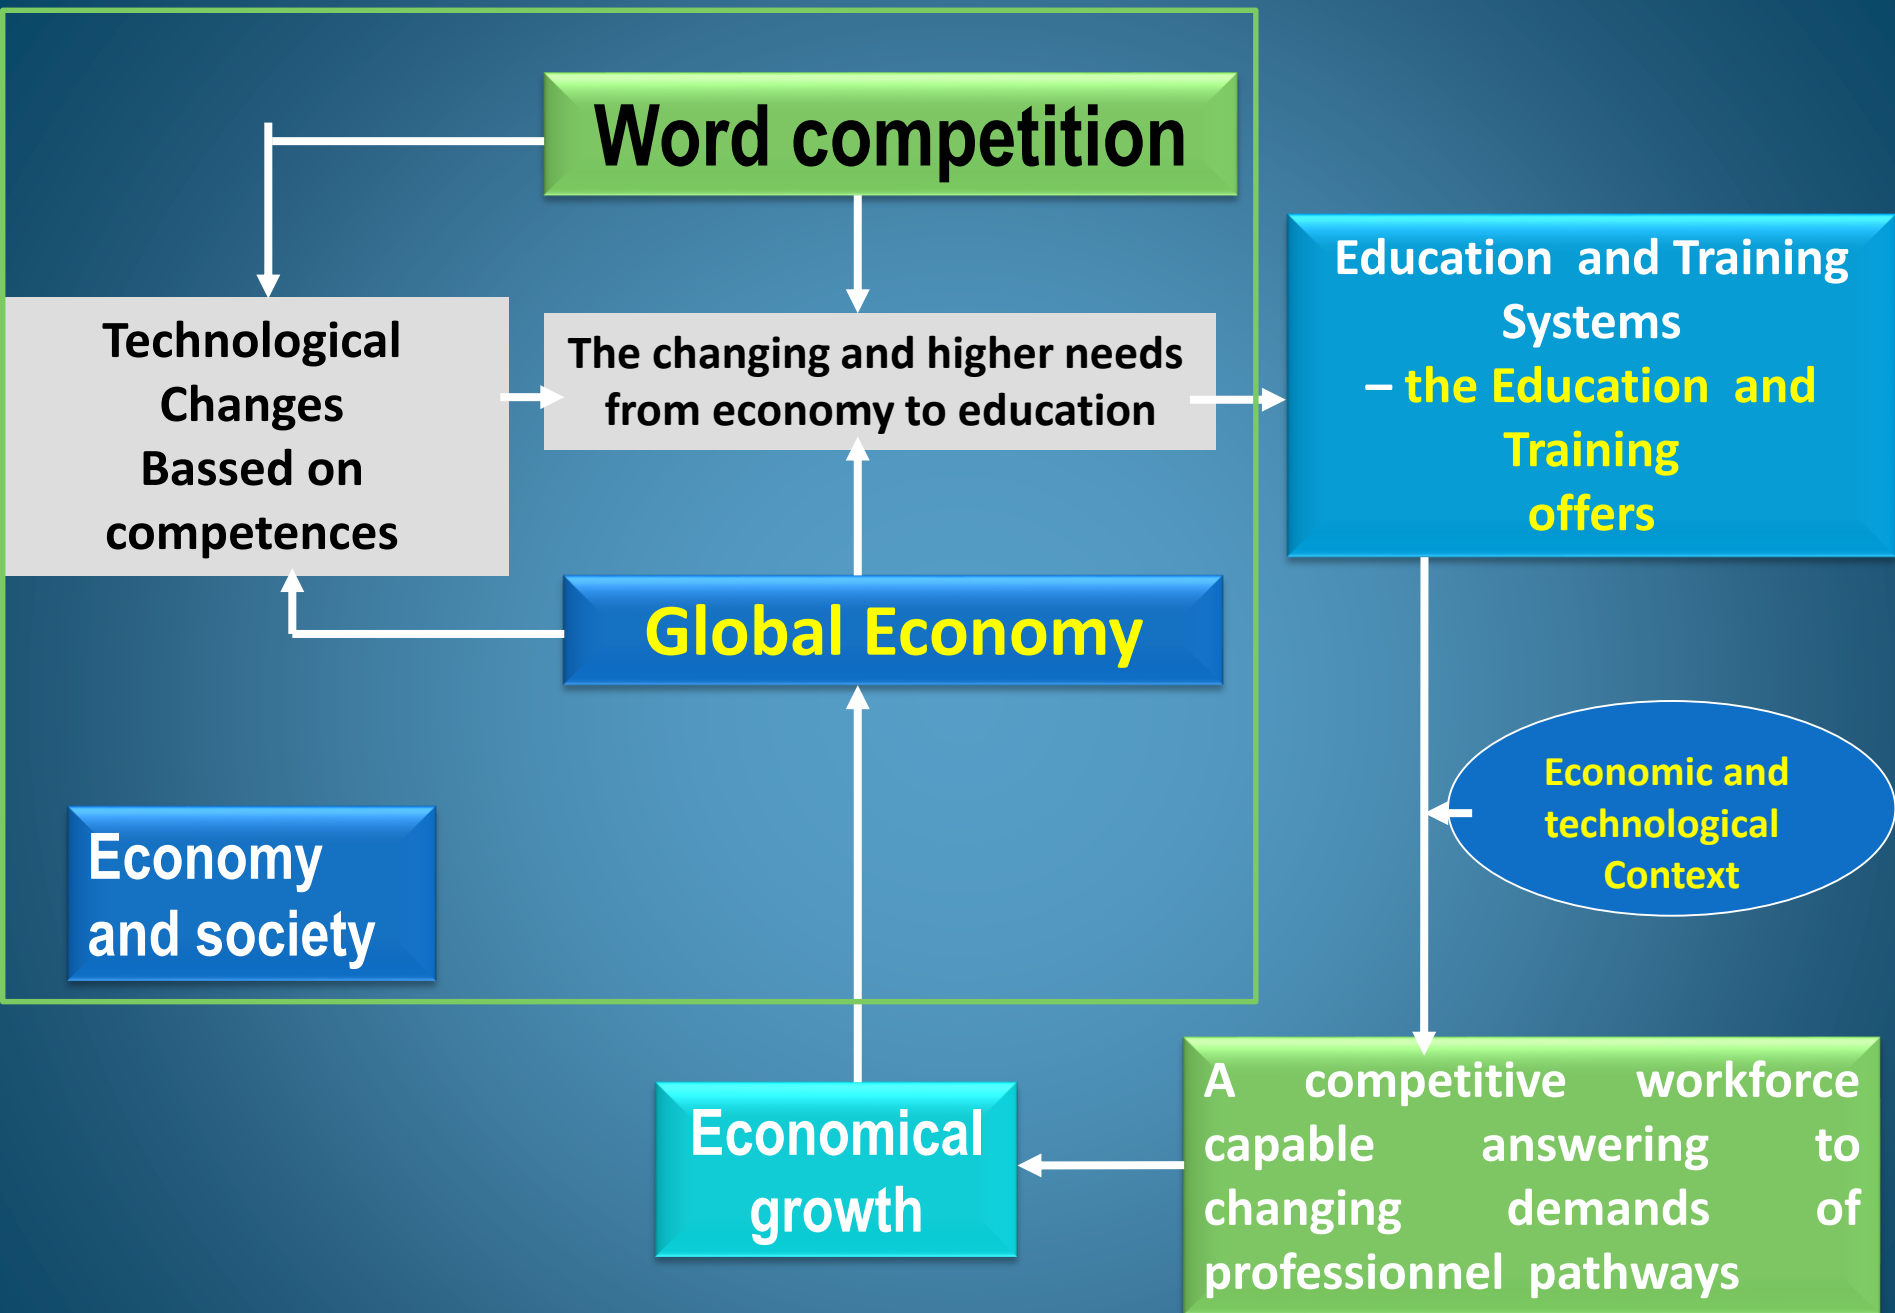 Word competition
Technological
Changes
Bassed on
competences
The changing and higher needs
from economy to education
Education and Training
Systems
– the Education and
Training
offers
Global Economy
Economic and
technological
Context
Economy
and society
Economical
growth
A competitive workforce
capable answering to
changing demands of
professionnel pathways